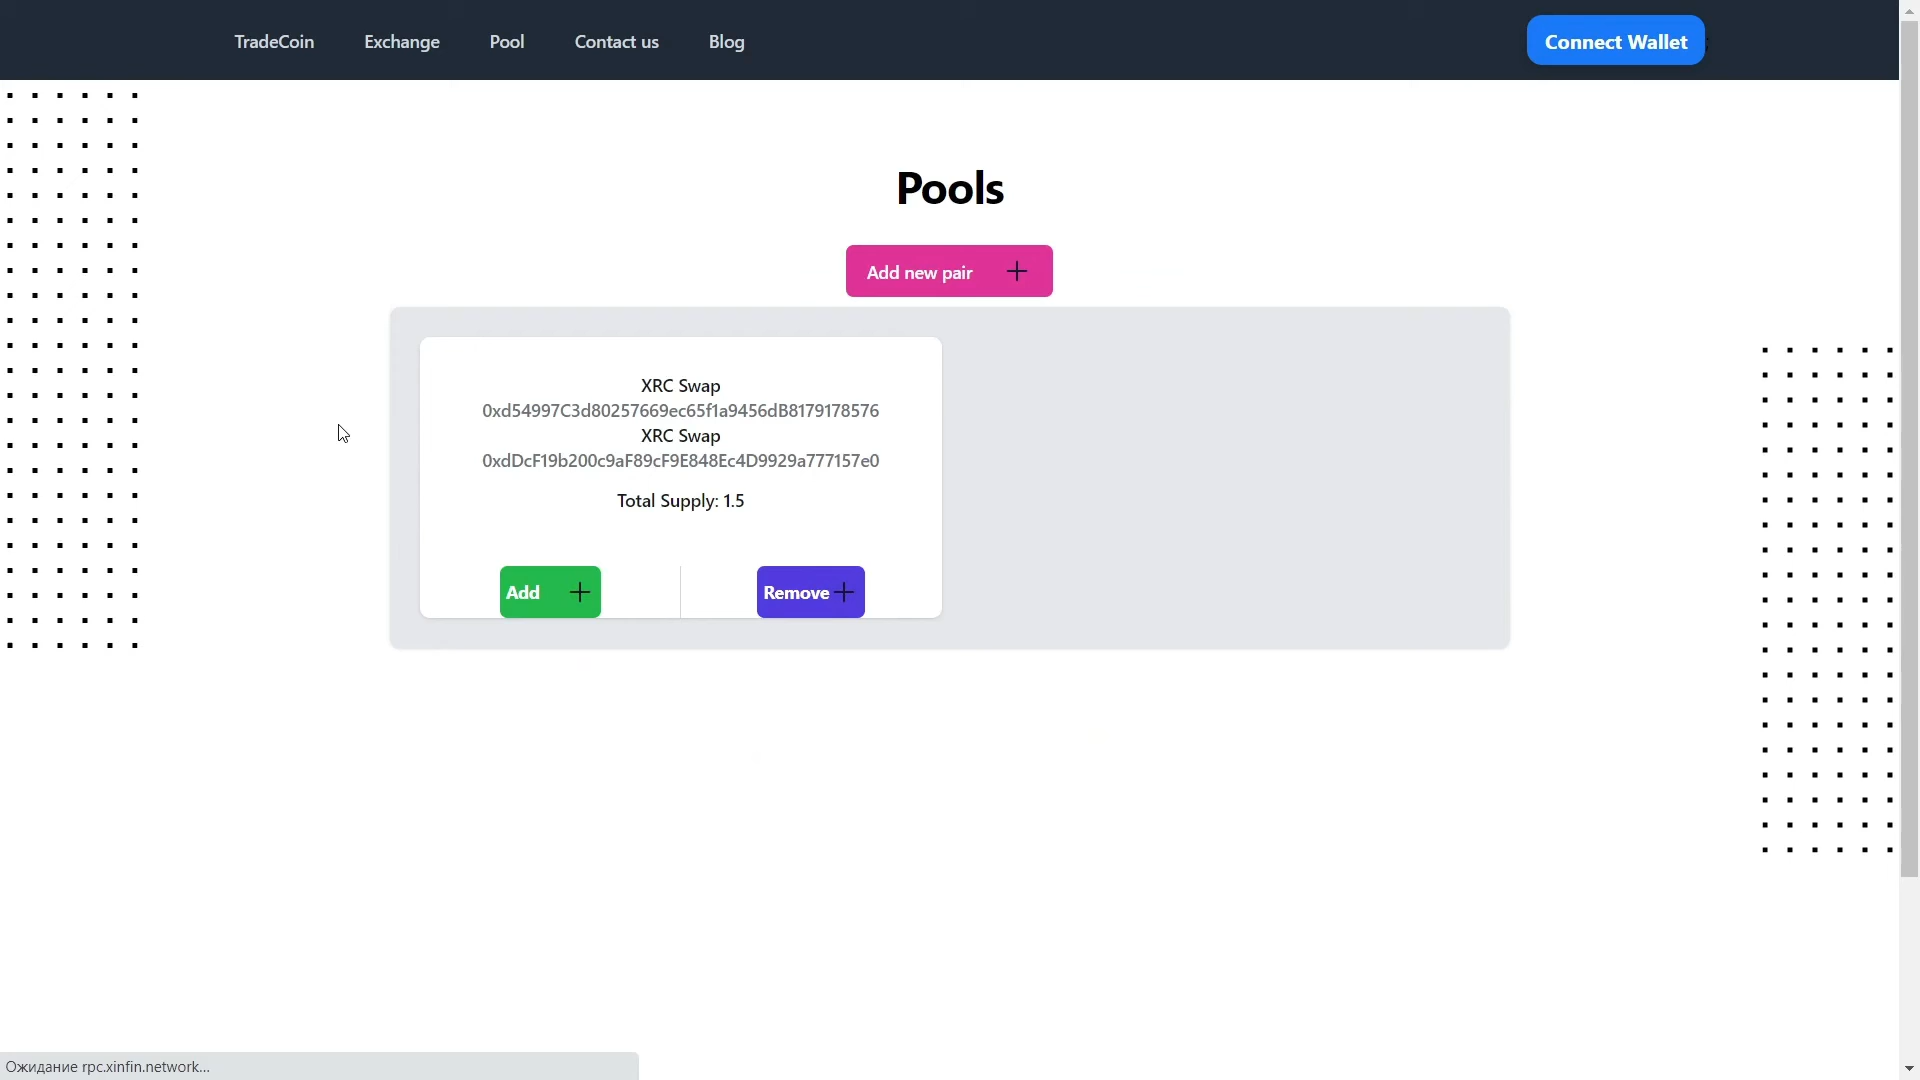 TradeCoin Exchange Pool Contact us Blog Connect Wallet
Pools
Add new pair
XRC Swap
0xd54997C3d80257669ec65f1a9456dB8179178576
XRC Swap
0xdDcF19b200c9aF89cF9E848Ec4D9929a777157e0
Total Supply: 1.5
Add Remove
Ожидание rpc.xinfin.network...